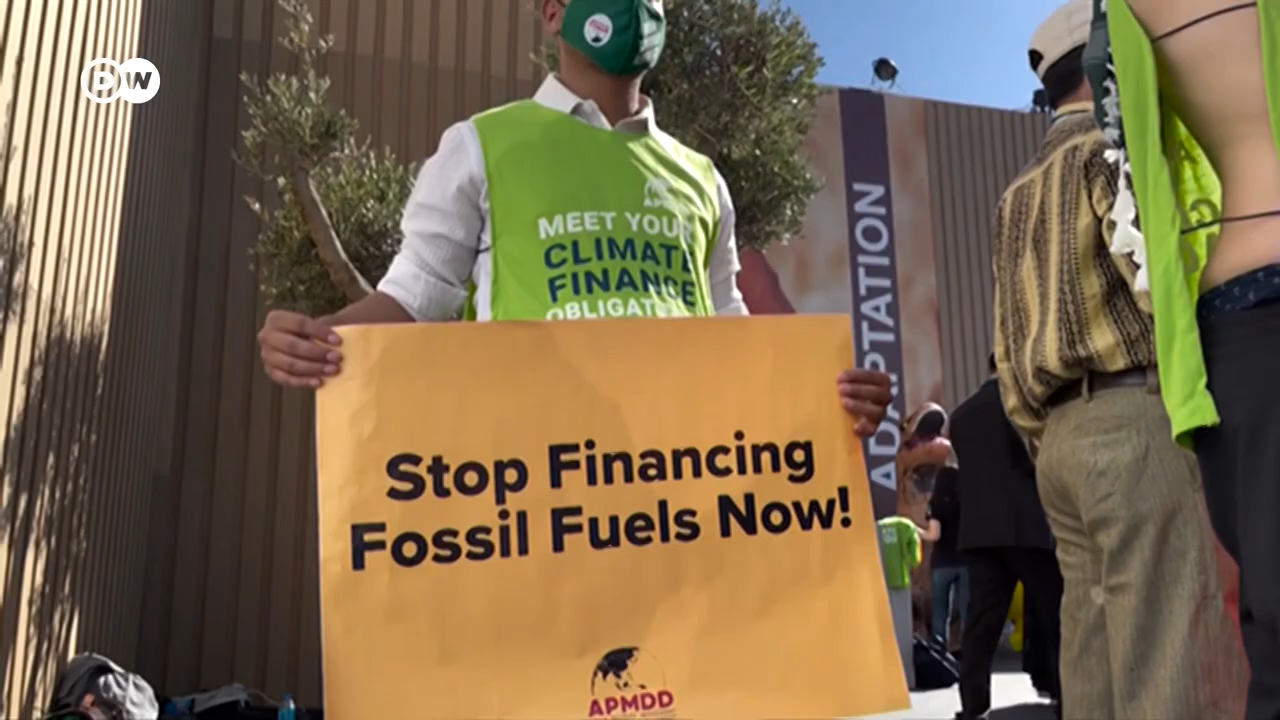 DW
MEET YOUR
CLIMATE
FINANCE
ADAPTATION
Stop Financing
Fossil Fuels Now!
APMDD